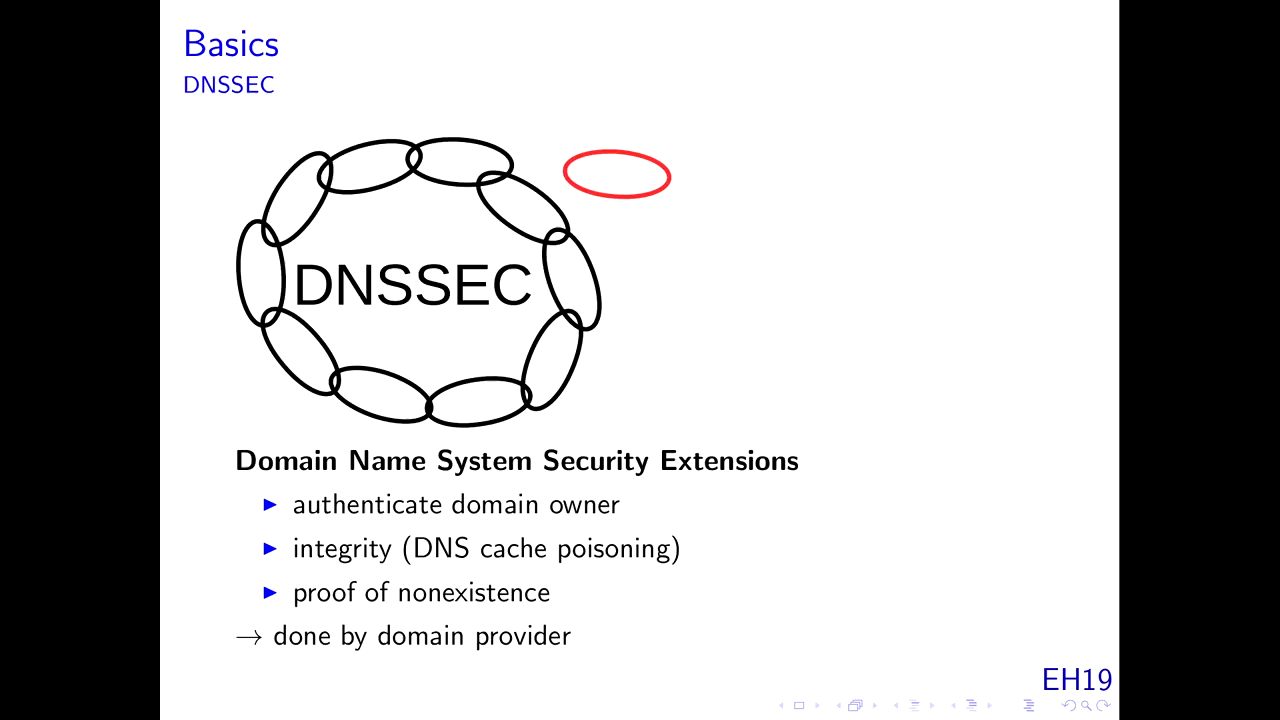 Basics
DNSSEC
DNSSEC
Domain Name System Security Extensions
authenticate domain owner
integrity (DNS cache poisoning)
proof of nonexistence
→ done by domain provider
EH19